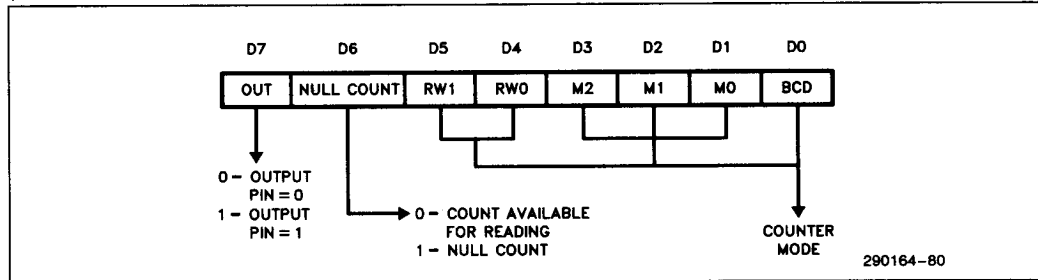 D7 D6 D5 D4 D3 D2 D1 D0
OUT NULL COUNT RW1 RW0 M2 M1 M0 BCD
0 – OUTPUT
PIN = 0
1 – OUTPUT
PIN = 1
0 – COUNT AVAILABLE
FOR READING
1 – NULL COUNT
COUNTER
MODE
290164-80